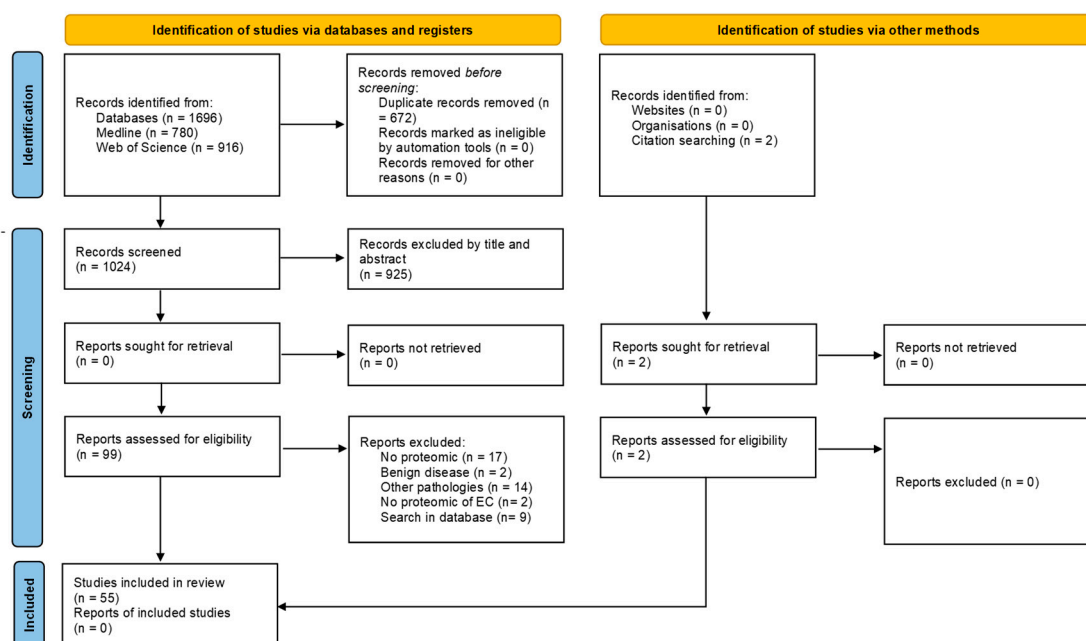 Identification of studies via databases and registers
Identification of studies via other methods
Identification
Records identified from:
Databases (n = 1696)
Medline (n = 780)
Web of Science (n = 916)
Records removed before
screening:
Duplicate records removed (n
= 672)
Records marked as ineligible
by automation tools (n = 0)
Records removed for other
reasons (n = 0)
Records identified from:
Websites (n = 0)
Organisations (n = 0)
Citation searching (n = 2)
Screening
Records screened
(n = 1024)
Records excluded by title and
abstract
(n = 925)
Reports sought for retrieval
(n = 0)
Reports not retrieved
(n = 0)
Reports sought for retrieval
(n = 2)
Reports not retrieved
(n = 0)
Reports assessed for eligibility
(n = 99)
Reports excluded:
No proteomic (n = 17)
Benign disease (n = 2)
Other pathologies (n = 14)
No proteomic of EC (n= 2)
Search in database (n= 9)
Reports assessed for eligibility
(n = 2)
Reports excluded (n = 0)
Included
Studies included in review
(n = 55)
Reports of included studies
(n = 0)